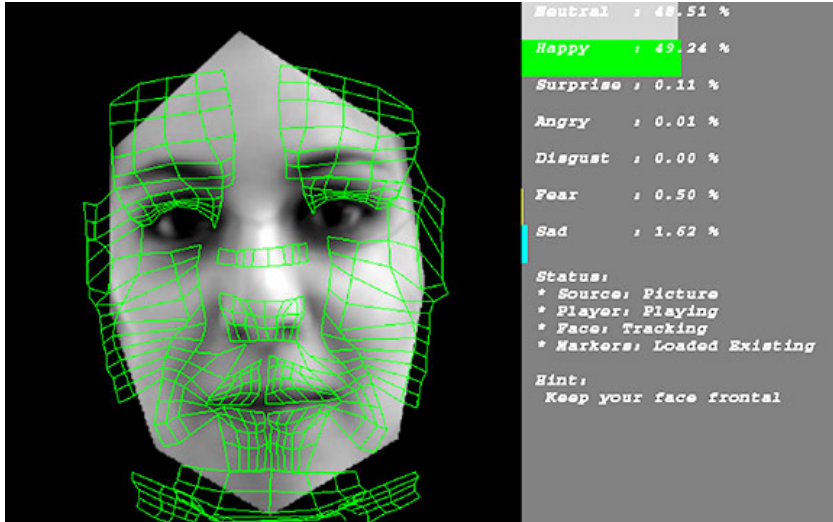 Neutral : 48.51 %
Happy : 49.24 %
Surprise : 0.11 %
Angry : 0.01 %
Disgust : 0.00 %
Fear : 0.50 %
Sad : 1.62 %
Status:
* Source: Picture
* Player: Playing
* Face: Tracking
* Markers: Loaded Existing
Hint:
Keep your face frontal